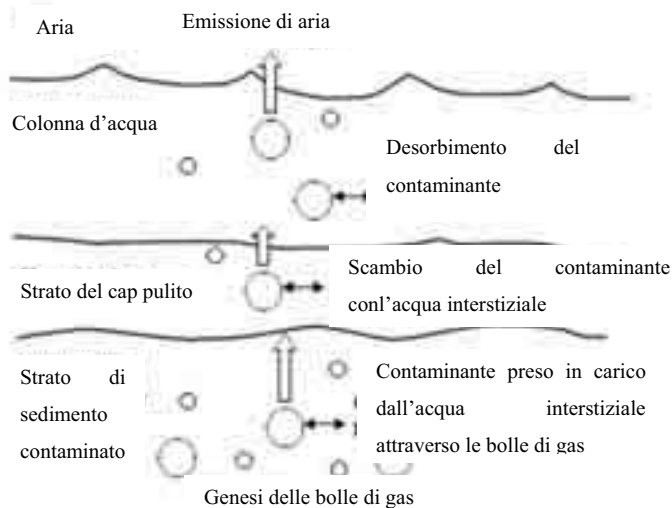 Aria
Emissione di aria
Colonna d'acqua
Desorbimento del
contaminante
Strato del cap pulito
Scambio del contaminante
conl'acqua interstiziale
Strato di
sedimento
contaminato
Contaminante preso in carico
dall'acqua interstiziale
attraverso le bolle di gas
Genesi delle bolle di gas